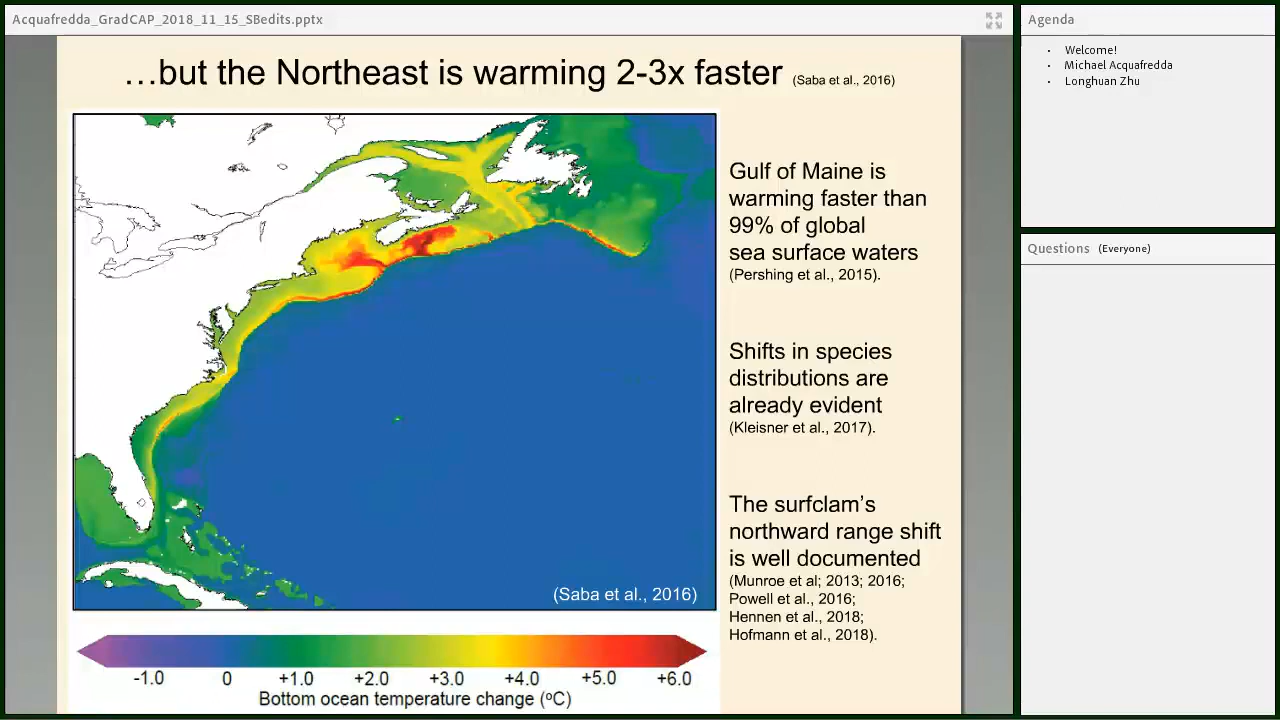 Acquafredda_GradCAP_2018_11_15_SBedits.pptx
…but the Northeast is warming 2-3x faster (Saba et al., 2016)
Gulf of Maine is
warming faster than
99% of global
sea surface waters
(Pershing et al., 2015).
Shifts in species
distributions are
already evident
(Kleisner et al., 2017).
The surfclam's
northward range shift
is well documented
(Munroe et al; 2013; 2016;
Powell et al., 2016;
Hennen et al., 2018;
Hofmann et al., 2018).
(Saba et al., 2016)
-1.0 0 +1.0 +2.0 +3.0 +4.0 +5.0 +6.0
Bottom ocean temperature change (ºC)
Agenda
• Welcome!
• Michael Acquafredda
• Longhuan Zhu
Questions (Everyone)